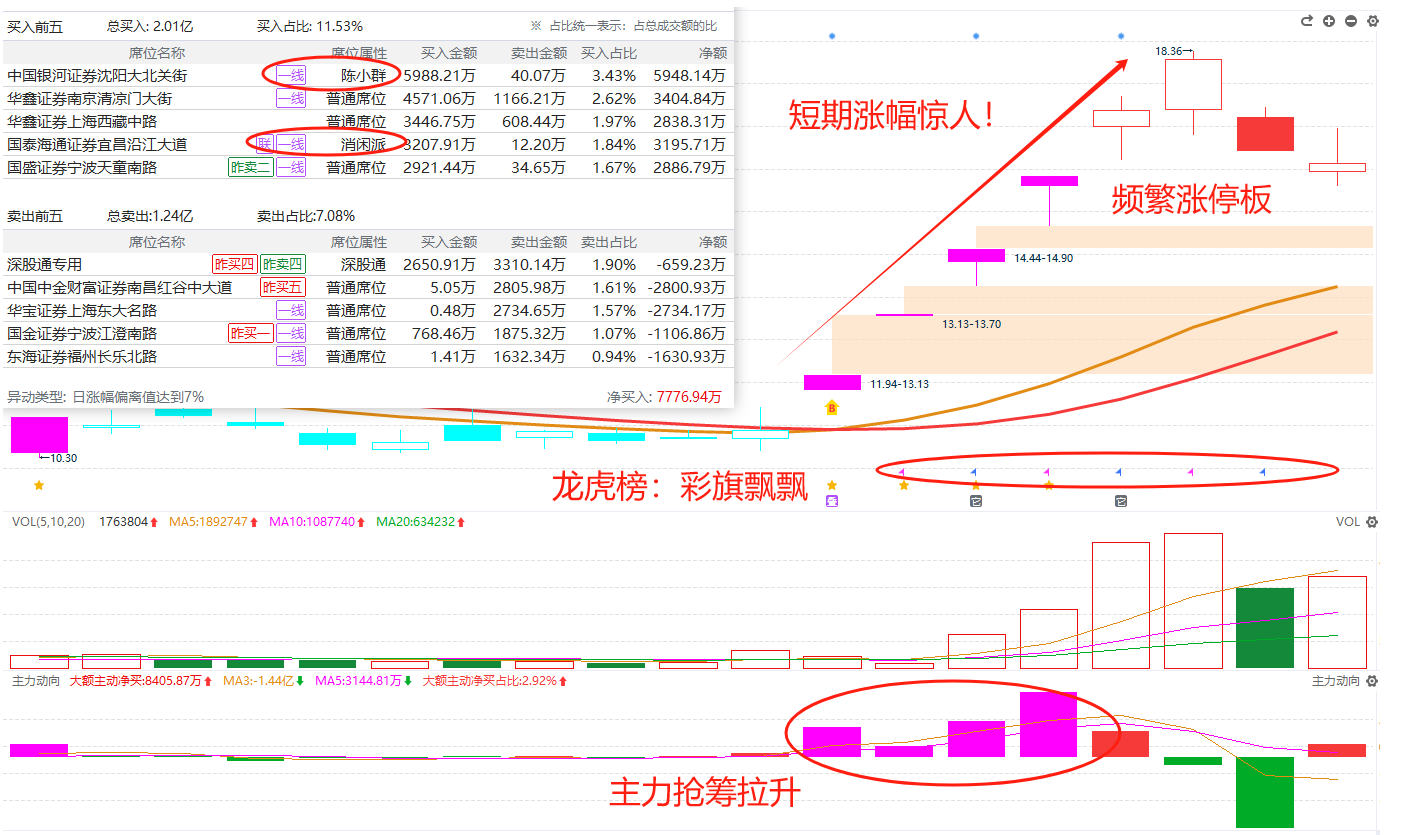 买入前五 总买入: 2.01亿 买入占比: 11.53% ※ 占比统一表示: 占总成交额的比
席位名称 席位属性 买入金额 卖出金额 买入占比 净额
中国银河证券沈阳大北关街 一线 陈小群 5988.21万 40.07万 3.43% 5948.14万
华鑫证券南京清凉门大街 一线 普通席位 4571.06万 1166.21万 2.62% 3404.84万
华鑫证券上海西藏中路 普通席位 3446.75万 608.44万 1.97% 2838.31万
国泰海通证券宜昌沿江大道 联 一线 消闲派 3207.91万 12.20万 1.84% 3195.71万
国盛证券宁波天童南路 昨卖二 一线 普通席位 2921.44万 34.65万 1.67% 2886.79万
卖出前五 总卖出:1.24亿 卖出占比:7.08%
席位名称 席位属性 买入金额 卖出金额 卖出占比 净额
深股通专用 昨买四 昨卖四 深股通 2650.91万 3310.14万 1.90% -659.23万
中国中金财富证券南昌红谷中大道 昨买五 普通席位 5.05万 2805.98万 1.61% -2800.93万
华宝证券上海东大名路 一线 普通席位 0.48万 2734.65万 1.57% -2734.17万
国金证券宁波江澄南路 昨买一 一线 普通席位 768.46万 1875.32万 1.07% -1106.86万
东海证券福州长乐北路 一线 普通席位 1.41万 1632.34万 0.94% -1630.93万
异动类型: 日涨幅偏离值达到7% 净买入: 7776.94万
18.36
短期涨幅惊人！
频繁涨停板
14.44-14.90
13.13-13.70
11.94-13.13
B
10.30
龙虎榜：彩旗飘飘
VOL(5,10,20) 1763804 MA5:1892747 MA10:1087740 MA20:634232 VOL
主力动向 大额主动净买:8405.87万 MA3:-1.44亿 MA5:3144.81万 大额主动净买占比:2.92% 主力动向
主力抢筹拉升